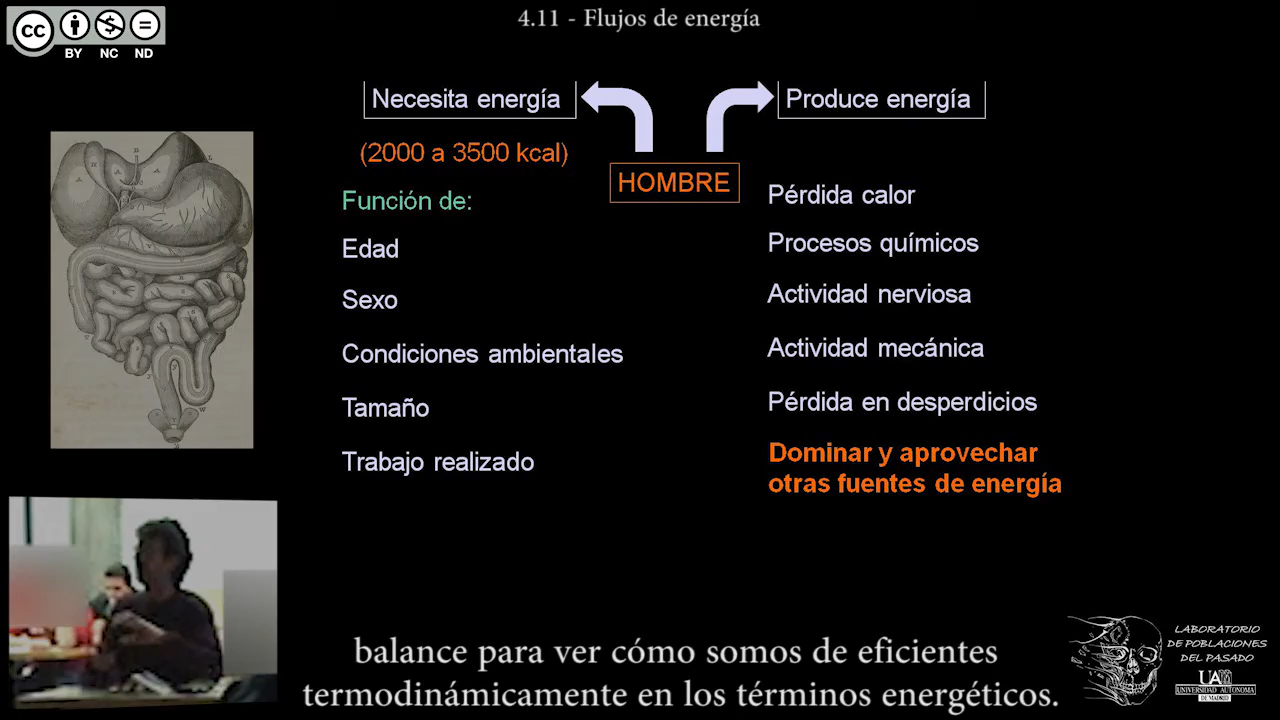 4.11 - Flujos de energía
CC
BY NC ND
Necesita energía
Produce energía
(2000 a 3500 kcal)
HOMBRE
Función de:
Edad
Sexo
Condiciones ambientales
Tamaño
Trabajo realizado
Pérdida calor
Procesos químicos
Actividad nerviosa
Actividad mecánica
Pérdida en desperdicios
Dominar y aprovechar
otras fuentes de energía
balance para ver cómo somos de eficientes
termodinámicamente en los términos energéticos.
LABORATORIO
DE POBLACIONES
DEL PASADO
UAM
UNIVERSIDAD AUTONOMA
DE MADRID